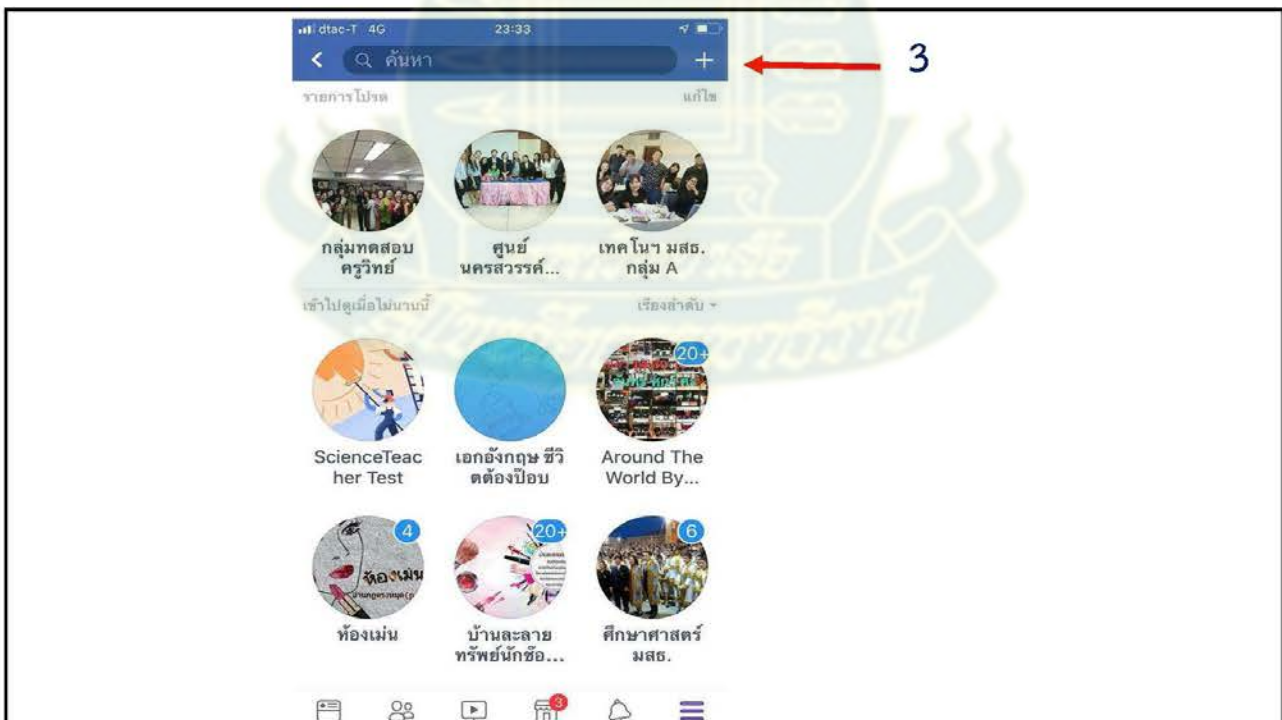 dtac-T 4G 23:33
ค้นหา
3
รายการโปรด แก้ไข
กลุ่มทดสอบ
ครูวิทย์
ศูนย์
นครสวรรค์...
เทคโนฯ มสธ.
กลุ่ม A
เข้าไปดูเมื่อไม่นานนี้ เรียงลำดับ
20+
ScienceTeac
her Test
เอกอังกฤษ ชีวิ
ตต้องป๊อบ
Around The
World By...
4
ห้องเม่น
20+
6
ห้องเม่น
บ้านละลาย
ทรัพย์นักช้อ...
ศึกษาศาสตร์
มสธ.
3